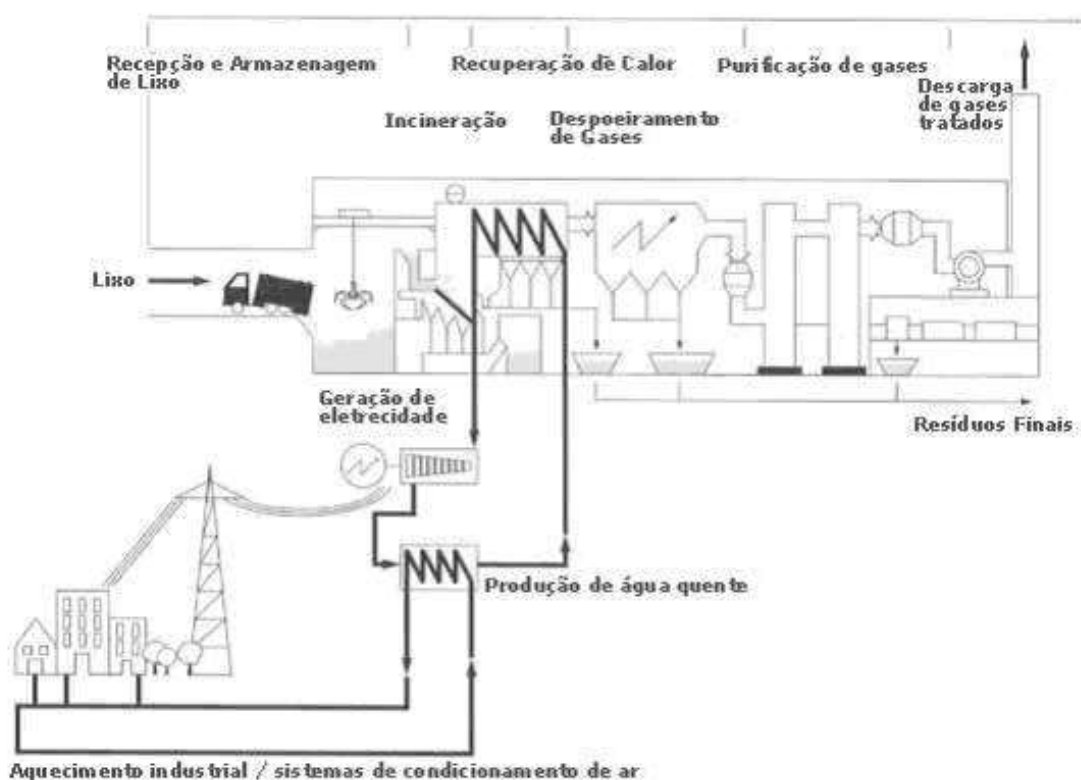 Recepção e Armazenagem
de Lixo
Recuperação de Calor
Purificação de gases
Descarga
de gases
tratados
Incineração
Despoeiramento
de Gases
Lixo
Geração de
eletrecidade
Resíduos Finais
Produção de água quente
Aquecimento industrial / sistemas de condicionamento de ar